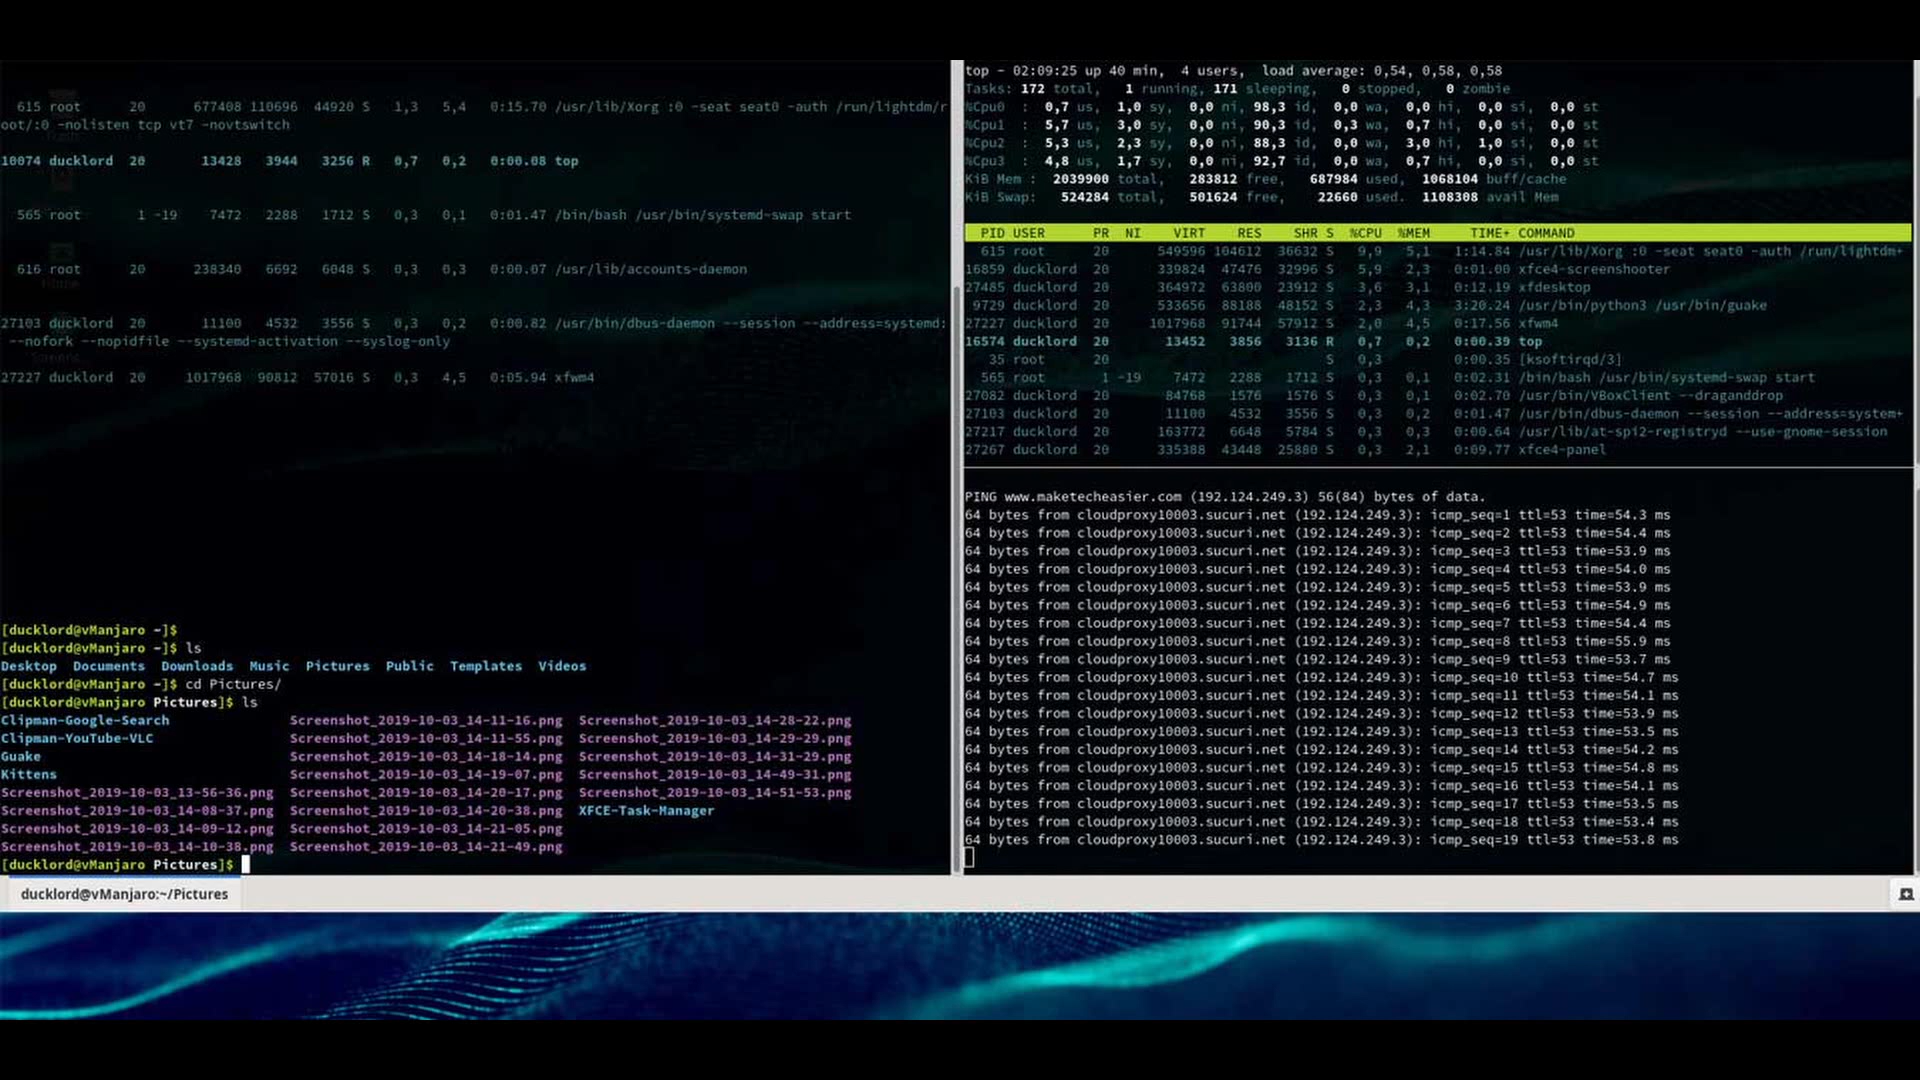 615 root 20 677408 110696 44920 S 1,3 5,4 0:15.70 /usr/lib/Xorg :0 -seat seat0 -auth /run/lightdm/r
oot/:0 -nolisten tcp vt7 -novtswitch
10074 ducklord 20 13428 3944 3256 R 0,7 0,2 0:00.08 top
565 root 1 -19 7472 2288 1712 S 0,3 0,1 0:01.47 /bin/bash /usr/bin/systemd-swap start
616 root 20 238340 6692 6048 S 0,3 0,3 0:00.07 /usr/lib/accounts-daemon
27103 ducklord 20 11100 4532 3556 S 0,3 0,2 0:00.82 /usr/bin/dbus-daemon --session --address=systemd:
--nofork --nopidfile --systemd-activation --syslog-only
27227 ducklord 20 1017968 90812 57016 S 0,3 4,5 0:05.94 xfwm4
[ducklord@vManjaro ~]$
[ducklord@vManjaro ~]$ ls
Desktop Documents Downloads Music Pictures Public Templates Videos
[ducklord@vManjaro ~]$ cd Pictures/
[ducklord@vManjaro Pictures]$ ls
Clipman-Google-Search Screenshot_2019-10-03_14-11-16.png Screenshot_2019-10-03_14-28-22.png
Clipman-YouTube-VLC Screenshot_2019-10-03_14-11-55.png Screenshot_2019-10-03_14-29-29.png
Guake Screenshot_2019-10-03_14-18-14.png Screenshot_2019-10-03_14-31-29.png
Kittens Screenshot_2019-10-03_14-19-07.png Screenshot_2019-10-03_14-49-31.png
Screenshot_2019-10-03_13-56-36.png Screenshot_2019-10-03_14-20-17.png Screenshot_2019-10-03_14-51-53.png
Screenshot_2019-10-03_14-08-37.png Screenshot_2019-10-03_14-20-38.png XFCE-Task-Manager
Screenshot_2019-10-03_14-09-12.png Screenshot_2019-10-03_14-21-05.png
Screenshot_2019-10-03_14-10-38.png Screenshot_2019-10-03_14-21-49.png
[ducklord@vManjaro Pictures]$
top - 02:09:25 up 40 min, 4 users, load average: 0,54, 0,58, 0,58
Tasks: 172 total, 1 running, 171 sleeping, 0 stopped, 0 zombie
%Cpu0 : 0,7 us, 1,0 sy, 0,0 ni, 98,3 id, 0,0 wa, 0,0 hi, 0,0 si, 0,0 st
%Cpu1 : 5,7 us, 3,0 sy, 0,0 ni, 90,3 id, 0,3 wa, 0,7 hi, 0,0 si, 0,0 st
%Cpu2 : 5,3 us, 2,3 sy, 0,0 ni, 88,3 id, 0,0 wa, 3,0 hi, 1,0 si, 0,0 st
%Cpu3 : 4,8 us, 1,7 sy, 0,0 ni, 92,7 id, 0,0 wa, 0,7 hi, 0,0 si, 0,0 st
KiB Mem : 2039900 total, 283812 free, 687984 used, 1068104 buff/cache
KiB Swap: 524284 total, 501624 free, 22660 used. 1108308 avail Mem
PID USER PR NI VIRT RES SHR S %CPU %MEM TIME+ COMMAND
615 root 20 549596 104612 36632 S 9,9 5,1 1:14.84 /usr/lib/Xorg :0 -seat seat0 -auth /run/lightdm+
16859 ducklord 20 339824 47476 32996 S 5,9 2,3 0:01.00 xfce4-screenshooter
27485 ducklord 20 364972 63800 23912 S 3,6 3,1 0:12.19 xfdesktop
9729 ducklord 20 533656 88188 48152 S 2,3 4,3 3:20.24 /usr/bin/python3 /usr/bin/guake
27227 ducklord 20 1017968 91744 57912 S 2,0 4,5 0:17.56 xfwm4
16574 ducklord 20 13452 3856 3136 R 0,7 0,2 0:00.39 top
35 root 20 S 0,3 0:00.35 [ksoftirqd/3]
565 root 1 -19 7472 2288 1712 S 0,3 0,1 0:02.31 /bin/bash /usr/bin/systemd-swap start
27082 ducklord 20 84768 1576 1576 S 0,3 0,1 0:02.70 /usr/bin/VBoxClient --draganddrop
27103 ducklord 20 11100 4532 3556 S 0,3 0,2 0:01.47 /usr/bin/dbus-daemon --session --address=system+
27217 ducklord 20 163772 6648 5784 S 0,3 0,3 0:00.64 /usr/lib/at-spi2-registryd --use-gnome-session
27267 ducklord 20 335388 43448 25880 S 0,3 2,1 0:09.77 xfce4-panel
PING www.maketecheasier.com (192.124.249.3) 56(84) bytes of data.
64 bytes from cloudproxy10003.sucuri.net (192.124.249.3): icmp_seq=1 ttl=53 time=54.3 ms
64 bytes from cloudproxy10003.sucuri.net (192.124.249.3): icmp_seq=2 ttl=53 time=54.4 ms
64 bytes from cloudproxy10003.sucuri.net (192.124.249.3): icmp_seq=3 ttl=53 time=53.9 ms
64 bytes from cloudproxy10003.sucuri.net (192.124.249.3): icmp_seq=4 ttl=53 time=54.0 ms
64 bytes from cloudproxy10003.sucuri.net (192.124.249.3): icmp_seq=5 ttl=53 time=53.9 ms
64 bytes from cloudproxy10003.sucuri.net (192.124.249.3): icmp_seq=6 ttl=53 time=54.9 ms
64 bytes from cloudproxy10003.sucuri.net (192.124.249.3): icmp_seq=7 ttl=53 time=54.4 ms
64 bytes from cloudproxy10003.sucuri.net (192.124.249.3): icmp_seq=8 ttl=53 time=55.9 ms
64 bytes from cloudproxy10003.sucuri.net (192.124.249.3): icmp_seq=9 ttl=53 time=53.7 ms
64 bytes from cloudproxy10003.sucuri.net (192.124.249.3): icmp_seq=10 ttl=53 time=54.7 ms
64 bytes from cloudproxy10003.sucuri.net (192.124.249.3): icmp_seq=11 ttl=53 time=54.1 ms
64 bytes from cloudproxy10003.sucuri.net (192.124.249.3): icmp_seq=12 ttl=53 time=53.9 ms
64 bytes from cloudproxy10003.sucuri.net (192.124.249.3): icmp_seq=13 ttl=53 time=53.5 ms
64 bytes from cloudproxy10003.sucuri.net (192.124.249.3): icmp_seq=14 ttl=53 time=54.2 ms
64 bytes from cloudproxy10003.sucuri.net (192.124.249.3): icmp_seq=15 ttl=53 time=54.8 ms
64 bytes from cloudproxy10003.sucuri.net (192.124.249.3): icmp_seq=16 ttl=53 time=54.1 ms
64 bytes from cloudproxy10003.sucuri.net (192.124.249.3): icmp_seq=17 ttl=53 time=53.5 ms
64 bytes from cloudproxy10003.sucuri.net (192.124.249.3): icmp_seq=18 ttl=53 time=53.4 ms
64 bytes from cloudproxy10003.sucuri.net (192.124.249.3): icmp_seq=19 ttl=53 time=53.8 ms
ducklord@vManjaro:~/Pictures